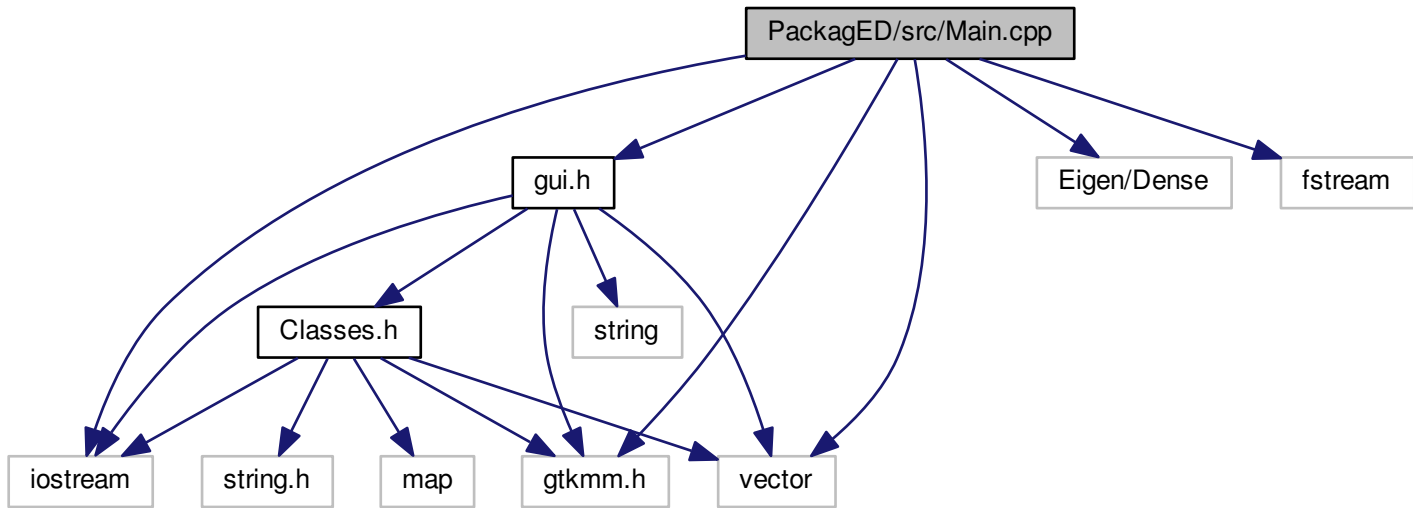 PackagED/src/Main.cpp
gui.h
Eigen/Dense
fstream
Classes.h
string
iostream
string.h
map
gtkmm.h
vector